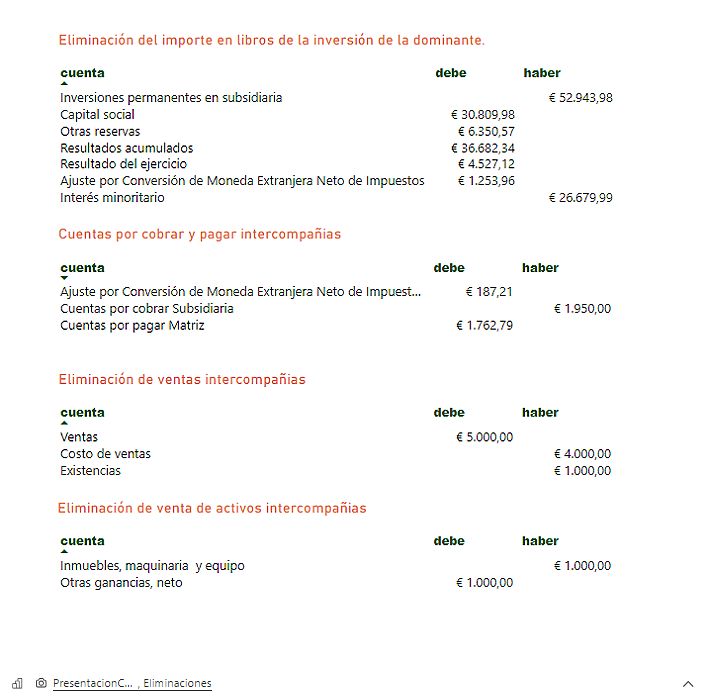 Eliminación del importe en libros de la inversión de la dominante.
cuenta debe haber
Inversiones permanentes en subsidiaria € 52.943,98
Capital social € 30.809,98
Otras reservas € 6.350,57
Resultados acumulados € 36.682,34
Resultado del ejercicio € 4.527,12
Ajuste por Conversión de Moneda Extranjera Neto de Impuestos € 1.253,96
Interés minoritario € 26.679,99
Cuentas por cobrar y pagar intercompañias
cuenta debe haber
Ajuste por Conversión de Moneda Extranjera Neto de Impuest... € 187,21
Cuentas por cobrar Subsidiaria € 1.950,00
Cuentas por pagar Matriz € 1.762,79
Eliminación de ventas intercompañias
cuenta debe haber
Ventas € 5.000,00
Costo de ventas € 4.000,00
Existencias € 1.000,00
Eliminación de venta de activos intercompañias
cuenta debe haber
Inmuebles, maquinaria y equipo € 1.000,00
Otras ganancias, neto € 1.000,00
PresentacionC... , Eliminaciones